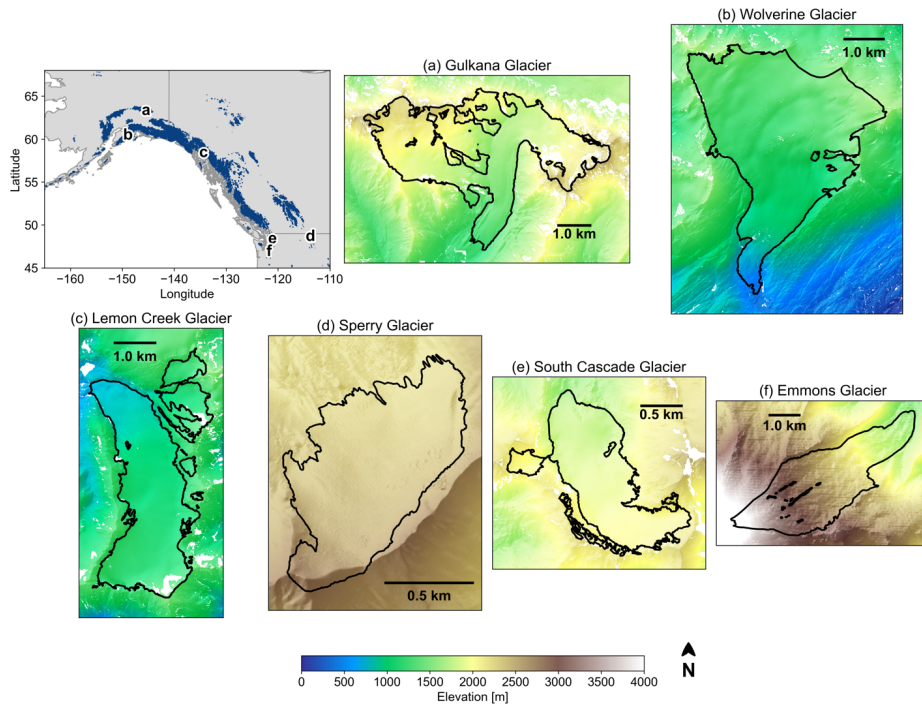 (b) Wolverine Glacier
1.0 km
(a) Gulkana Glacier
1.0 km
65
60
55
50
45
Latitude
−160
−150
−140
−130
−120
−110
Longitude
a
b
c
d
e
f
(c) Lemon Creek Glacier
1.0 km
(d) Sperry Glacier
0.5 km
(e) South Cascade Glacier
0.5 km
(f) Emmons Glacier
1.0 km
0
500
1000
1500
2000
2500
3000
3500
4000
Elevation [m]
N